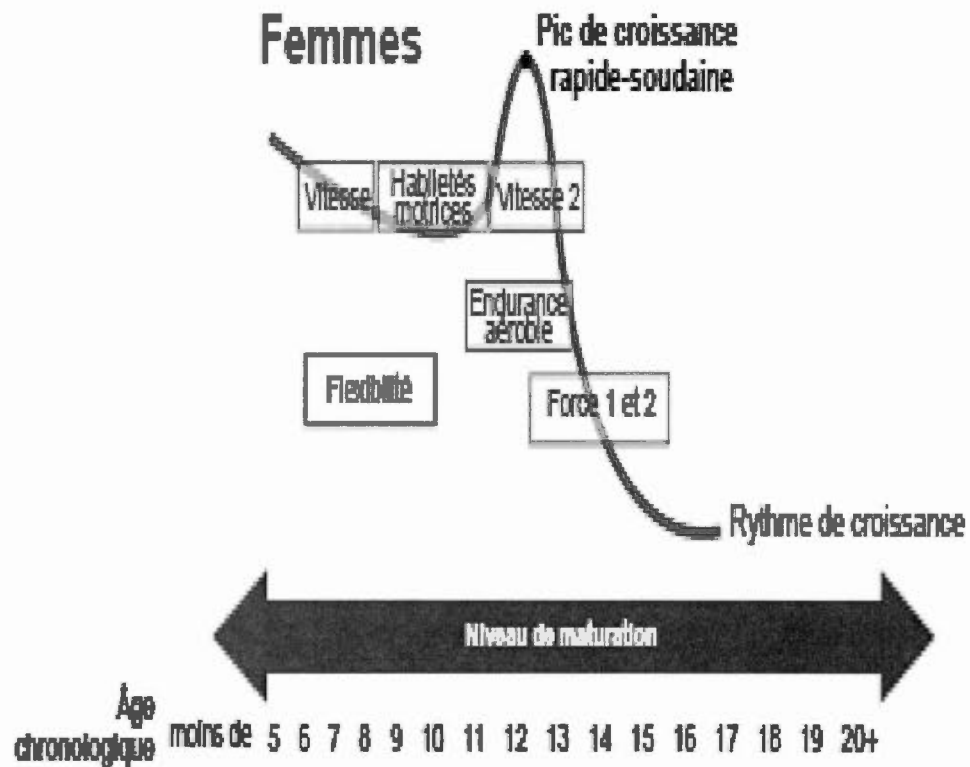 Femmes
Pic de croissance
rapide-soudaine
Vitesse
Habiletés
motrices
Vitesse 2
Endurance
aérobie
Flexibilité
Force 1 et 2
Rythme de croissance
Niveau de maturation
Âge
chronologique
moins de 5 6 7 8 9 10 11 12 13 14 15 16 17 18 19 20+